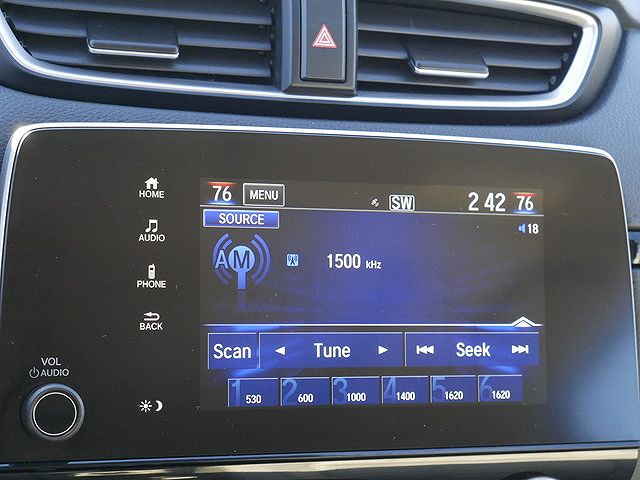 HOME
AUDIO
PHONE
BACK
VOL
AUDIO
76 MENU SW 2 42 76
SOURCE 18
AM 1500 kHz
Scan Tune Seek
1 530 2 600 3 1000 4 1400 5 1620 6 1620